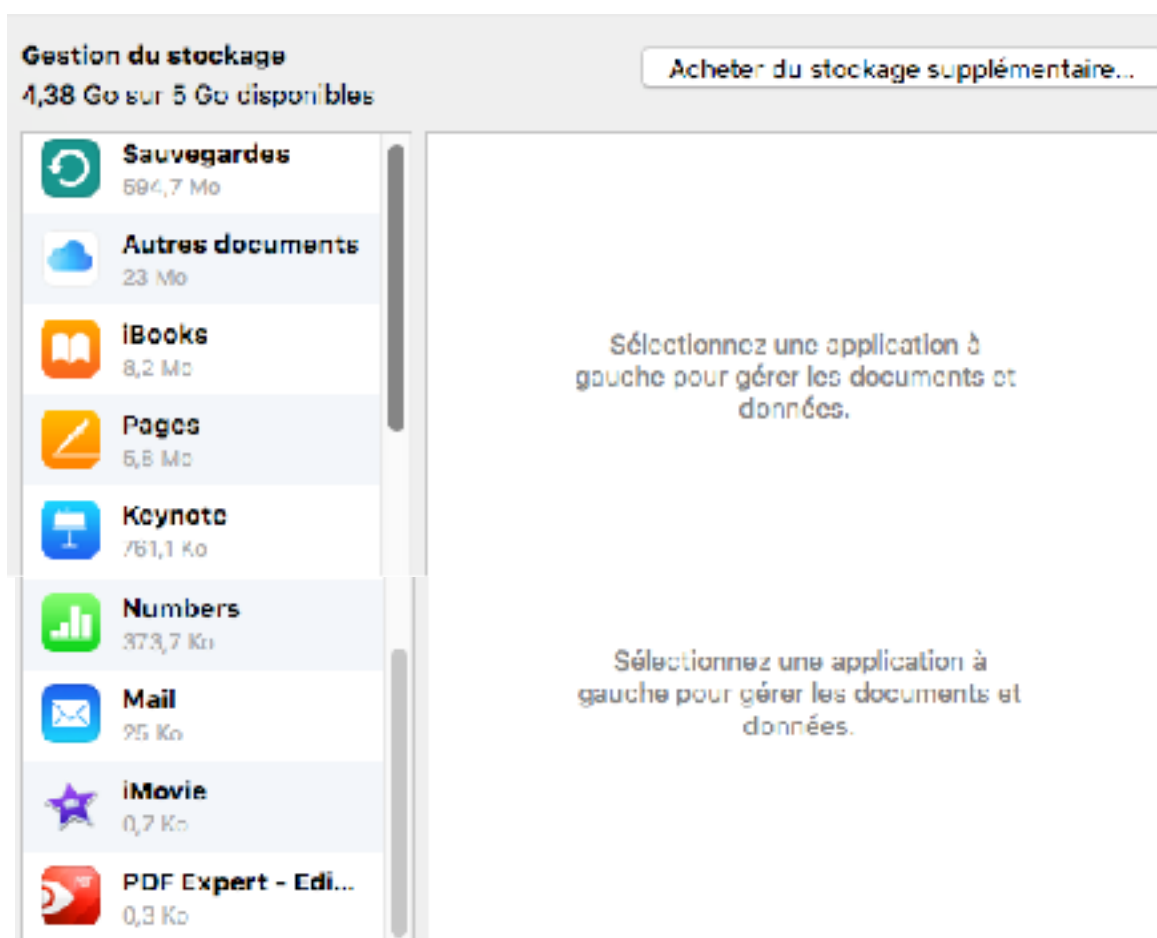 Gestion du stockage
4,38 Go sur 5 Go disponibles
Acheter du stockage supplémentaire...
Sauvegardes
594,7 Mo
Autres documents
23 Mo
iBooks
8,2 Mo
Pages
5,8 Mo
Keynote
761,1 Ko
Sélectionnez une application à
gauche pour gérer les documents et
données.
Numbers
373,7 Ko
Mail
25 Ko
iMovie
0,7 Ko
PDF Expert - Edi...
0,3 Ko
Sélectionnez une application à
gauche pour gérer les documents et
données.